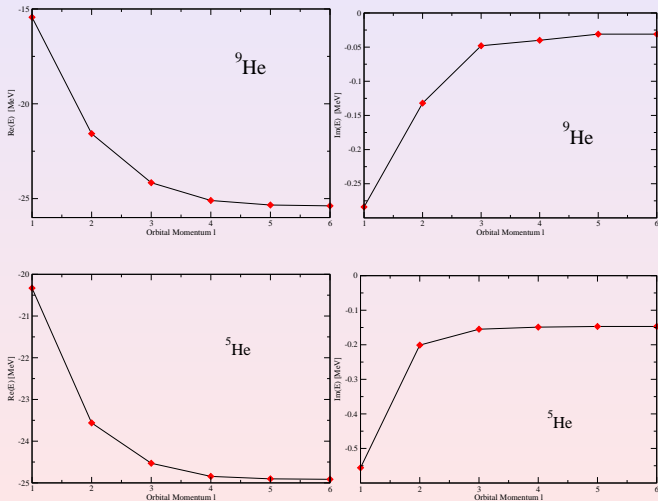 -15
-20
-25
Re(E) [MeV]
⁹He
1 2 3 4 5 6
Orbital Momentum l
0
-0.05
-0.1
-0.15
-0.2
-0.25
Im(E) [MeV]
⁹He
1 2 3 4 5 6
Orbital Momentum l
-20
-21
-22
-23
-24
-25
Re(E) [MeV]
⁵He
1 2 3 4 5 6
Orbital Momentum l
0
-0.1
-0.2
-0.3
-0.4
-0.5
Im(E) [MeV]
⁵He
1 2 3 4 5 6
Orbital Momentum l